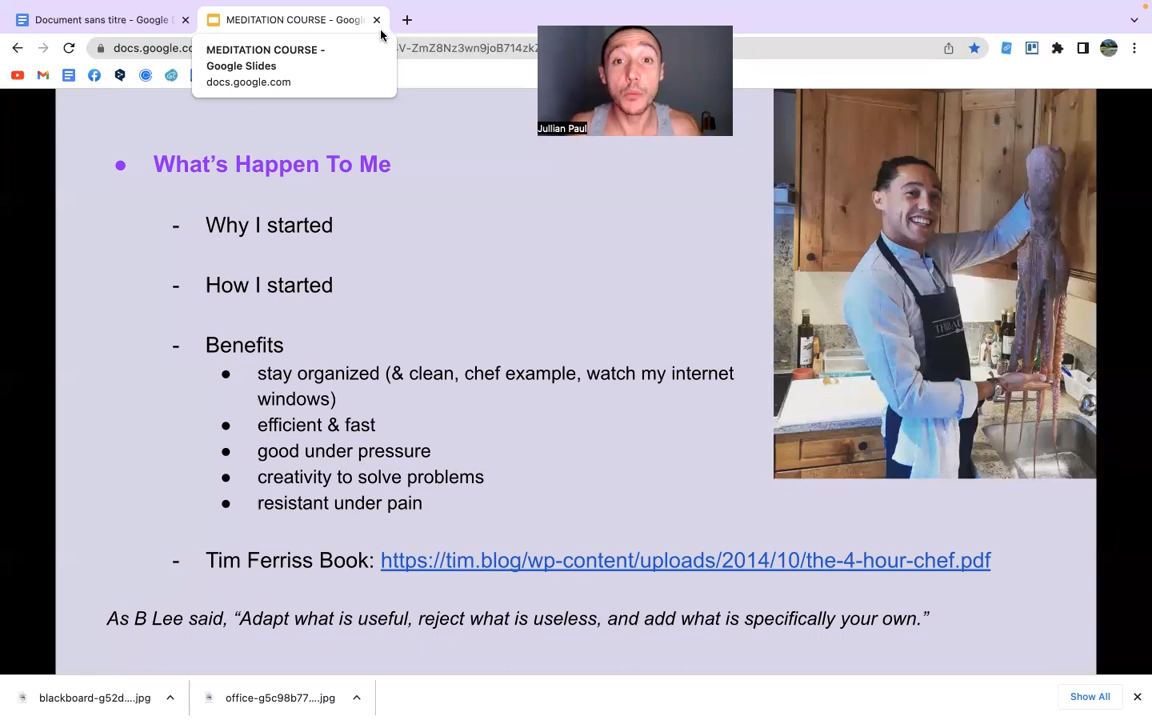 Document sans titre - Google
MEDITATION COURSE - Googl
docs.google.co
V-ZmZ8Nz3wn9joB714zkZ
MEDITATION COURSE -
Google Slides
docs.google.com
Jullian Paul
● What's Happen To Me
- Why I started
- How I started
- Benefits
● stay organized (& clean, chef example, watch my internet
windows)
● efficient & fast
● good under pressure
● creativity to solve problems
● resistant under pain
- Tim Ferriss Book: https://tim.blog/wp-content/uploads/2014/10/the-4-hour-chef.pdf
As B Lee said, “Adapt what is useful, reject what is useless, and add what is specifically your own.”
blackboard-g52d....jpg
office-g5c98b77....jpg
Show All